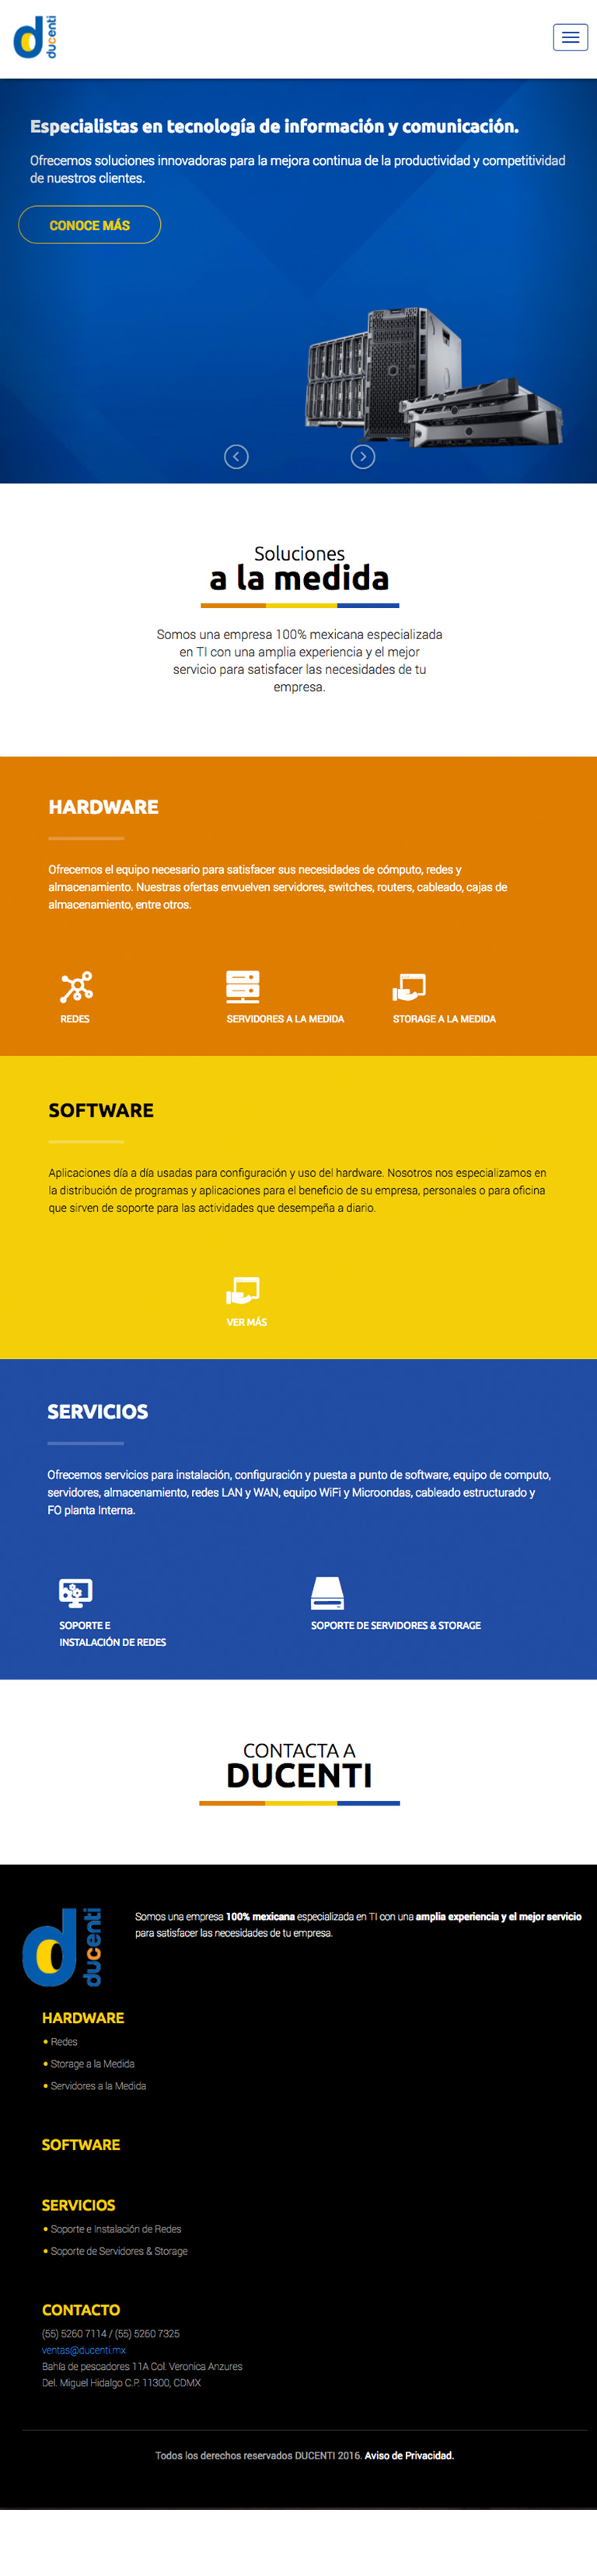 ducenti
Especialistas en tecnología de información y comunicación.
Ofrecemos soluciones innovadoras para la mejora continua de la productividad y competitividad
de nuestros clientes.
CONOCE MÁS
Soluciones
a la medida
Somos una empresa 100% mexicana especializada
en TI con una amplia experiencia y el mejor
servicio para satisfacer las necesidades de tu
empresa.
HARDWARE
Ofrecemos el equipo necesario para satisfacer sus necesidades de cómputo, redes y
almacenamiento. Nuestras ofertas envuelven servidores, switches, routers, cableado, cajas de
almacenamiento, entre otros.
REDES
SERVIDORES A LA MEDIDA
STORAGE A LA MEDIDA
SOFTWARE
Aplicaciones día a día usadas para configuración y uso del hardware. Nosotros nos especializamos en
la distribución de programas y aplicaciones para el beneficio de su empresa, personales o para oficina
que sirven de soporte para las actividades que desempeña a diario.
VER MÁS
SERVICIOS
Ofrecemos servicios para instalación, configuración y puesta a punto de software, equipo de computo,
servidores, almacenamiento, redes LAN y WAN, equipo WiFi y Microondas, cableado estructurado y
FO planta Interna.
SOPORTE E
INSTALACIÓN DE REDES
SOPORTE DE SERVIDORES & STORAGE
CONTACTA A
DUCENTI
ducenti
Somos una empresa 100% mexicana especializada en TI con una amplia experiencia y el mejor servicio
para satisfacer las necesidades de tu empresa.
HARDWARE
• Redes
• Storage a la Medida
• Servidores a la Medida
SOFTWARE
SERVICIOS
• Soporte e Instalación de Redes
• Soporte de Servidores & Storage
CONTACTO
(55) 5260 7114 / (55) 5260 7325
ventas@ducenti.mx
Bahía de pescadores 11A Col. Veronica Anzures
Del. Miguel Hidalgo C.P. 11300, CDMX
Todos los derechos reservados DUCENTI 2016. Aviso de Privacidad.